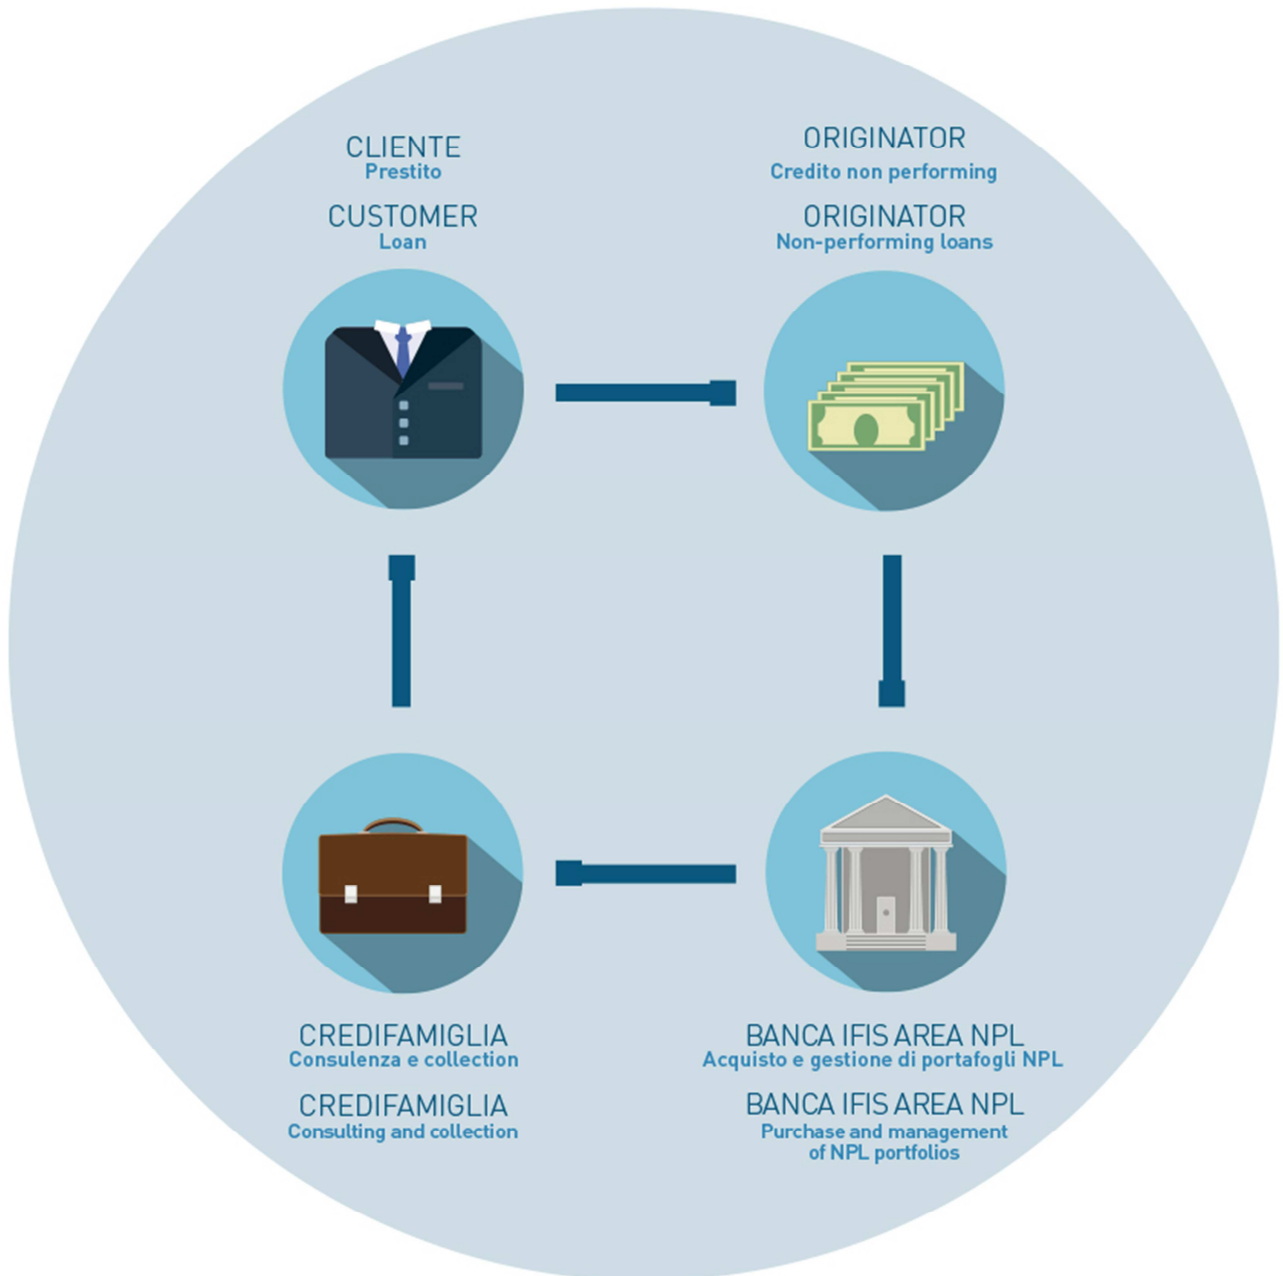 CLIENTE
Prestito
CUSTOMER
Loan
ORIGINATOR
Credito non performing
ORIGINATOR
Non-performing loans
CREDIFAMIGLIA
Consulenza e collection
CREDIFAMIGLIA
Consulting and collection
BANCA IFIS AREA NPL
Acquisto e gestione di portafogli NPL
BANCA IFIS AREA NPL
Purchase and management
of NPL portfolios